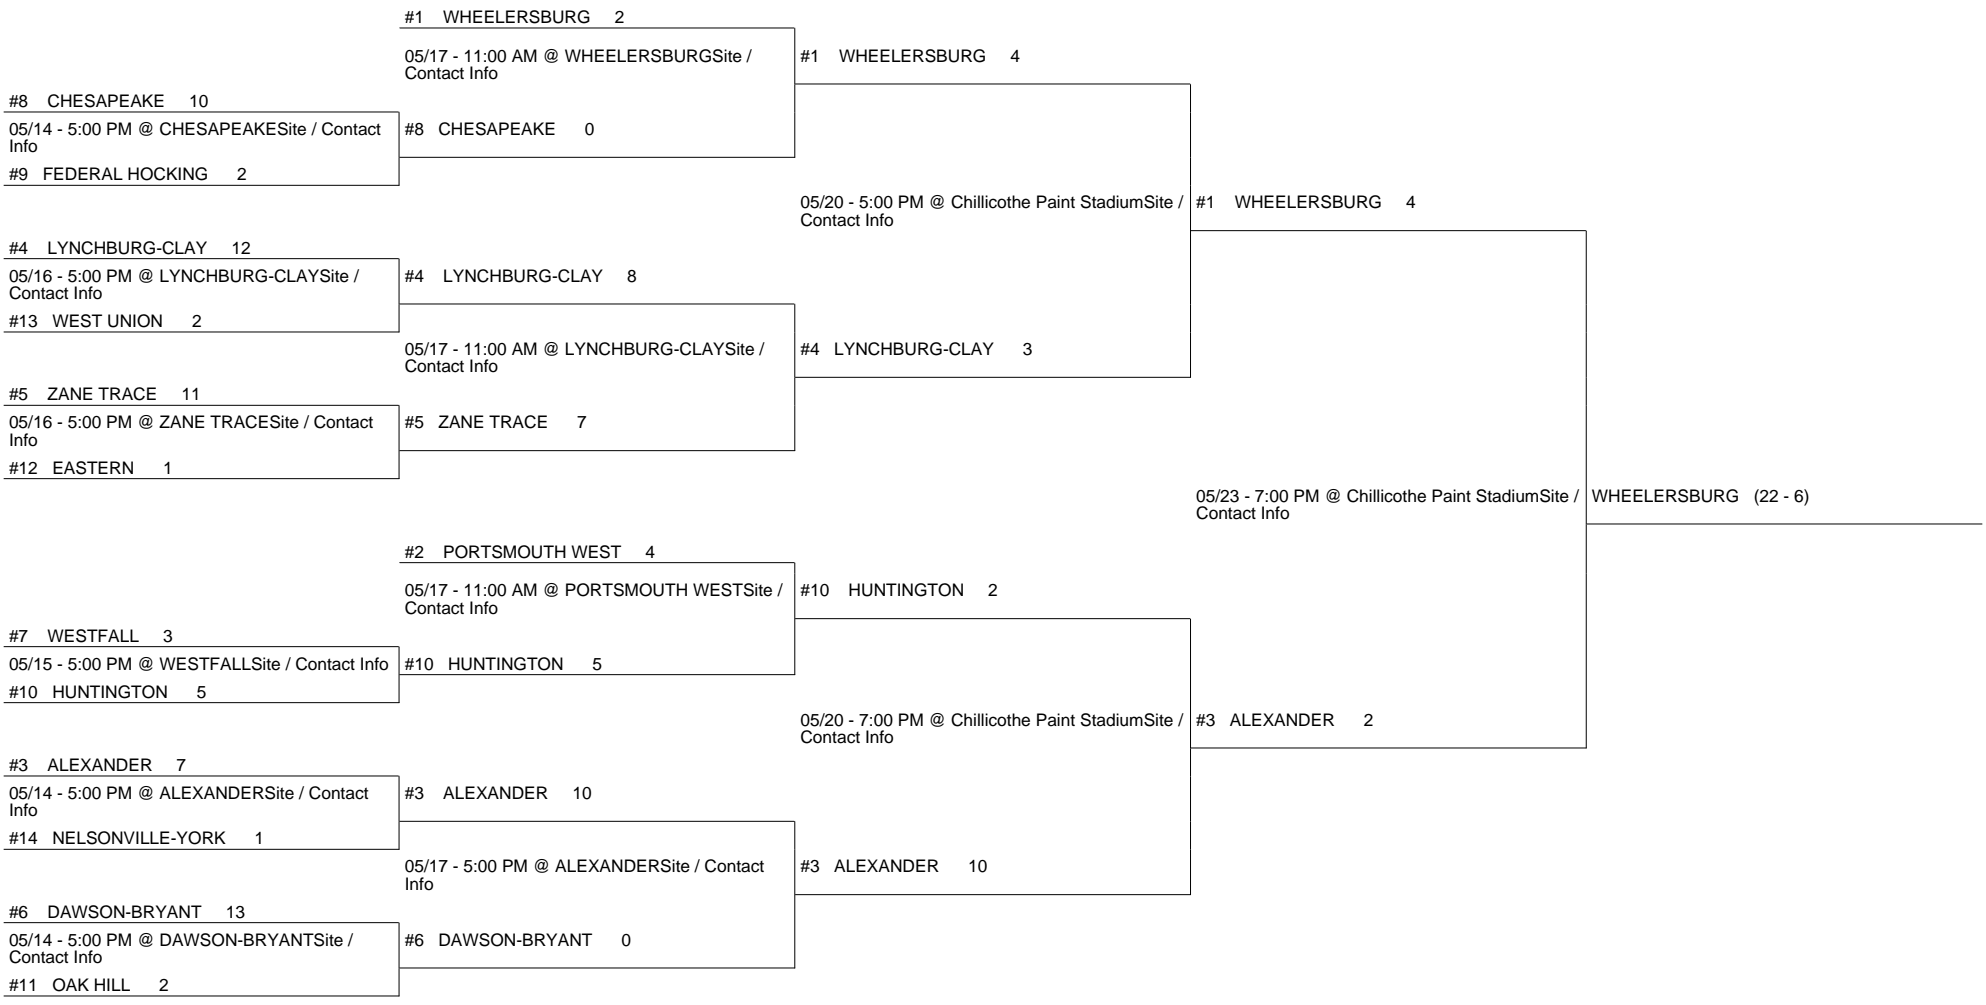 #1 WHEELERSBURG 2
05/17 - 11:00 AM @ WHEELERSBURGSite /
Contact Info
#1 WHEELERSBURG 4
#8 CHESAPEAKE 10
05/14 - 5:00 PM @ CHESAPEAKESite / Contact
Info
#8 CHESAPEAKE 0
#9 FEDERAL HOCKING 2
05/20 - 5:00 PM @ Chillicothe Paint StadiumSite /
Contact Info
#1 WHEELERSBURG 4
#4 LYNCHBURG-CLAY 12
05/16 - 5:00 PM @ LYNCHBURG-CLAYSite /
Contact Info
#4 LYNCHBURG-CLAY 8
#13 WEST UNION 2
05/17 - 11:00 AM @ LYNCHBURG-CLAYSite /
Contact Info
#4 LYNCHBURG-CLAY 3
#5 ZANE TRACE 11
05/16 - 5:00 PM @ ZANE TRACESite / Contact
Info
#5 ZANE TRACE 7
#12 EASTERN 1
05/23 - 7:00 PM @ Chillicothe Paint StadiumSite /
Contact Info
WHEELERSBURG (22 - 6)
#2 PORTSMOUTH WEST 4
05/17 - 11:00 AM @ PORTSMOUTH WESTSite /
Contact Info
#10 HUNTINGTON 2
#7 WESTFALL 3
05/15 - 5:00 PM @ WESTFALLSite / Contact Info
#10 HUNTINGTON 5
#10 HUNTINGTON 5
05/20 - 7:00 PM @ Chillicothe Paint StadiumSite /
Contact Info
#3 ALEXANDER 2
#3 ALEXANDER 7
05/14 - 5:00 PM @ ALEXANDERSite / Contact
Info
#3 ALEXANDER 10
#14 NELSONVILLE-YORK 1
05/17 - 5:00 PM @ ALEXANDERSite / Contact
Info
#3 ALEXANDER 10
#6 DAWSON-BRYANT 13
05/14 - 5:00 PM @ DAWSON-BRYANTSite /
Contact Info
#6 DAWSON-BRYANT 0
#11 OAK HILL 2